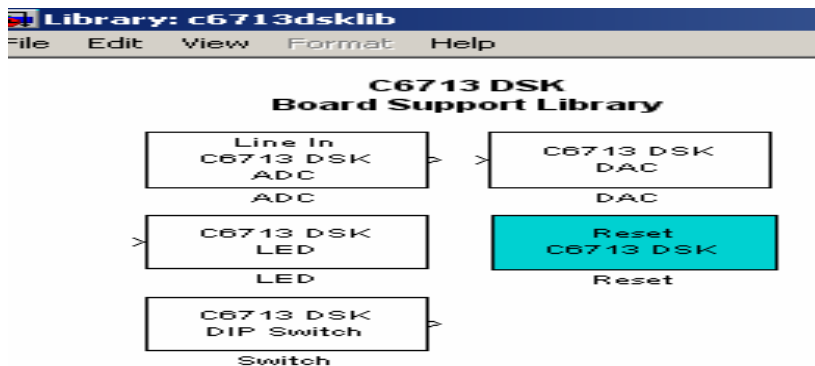 Library: c6713dsklib
File Edit View Format Help
C6713 DSK
Board Support Library
Line In
C6713 DSK
ADC
ADC
C6713 DSK
DAC
DAC
C6713 DSK
LED
LED
Reset
C6713 DSK
Reset
C6713 DSK
DIP Switch
Switch